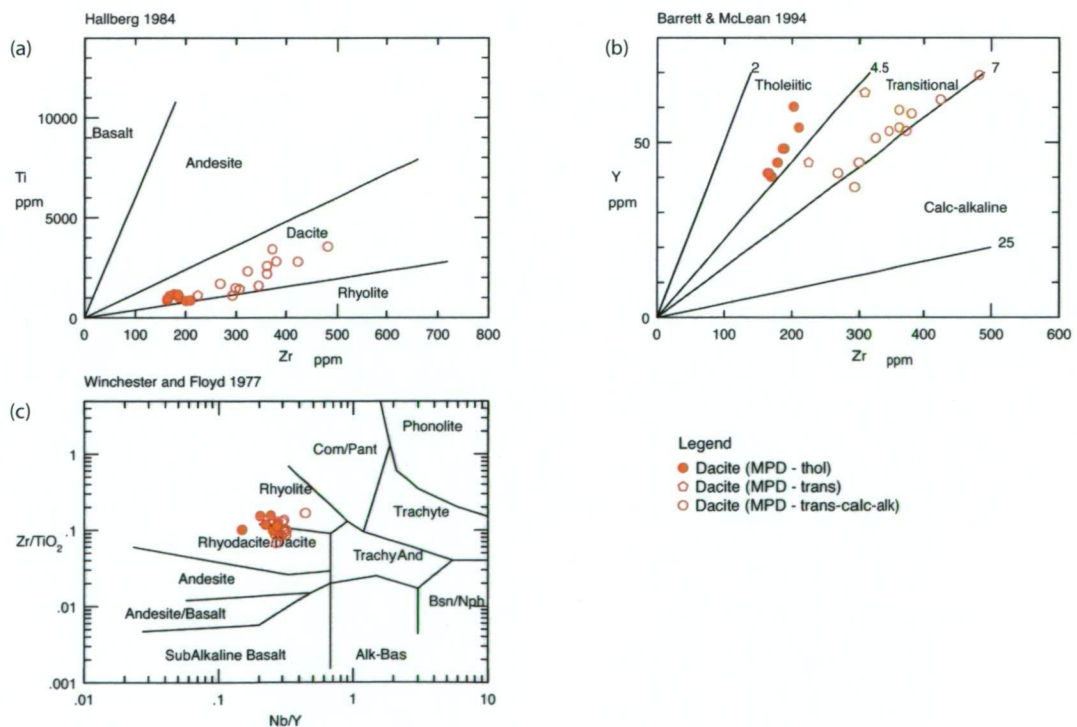 Hallberg 1984
(a)
Basalt
Andesite
Dacite
Rhyolite
Ti
ppm
10000
5000
0
0 100 200 300 400 500 600 700 800
Zr ppm
Barrett & McLean 1994
(b)
2
4.5
7
Tholeiitic
Transitional
Calc-alkaline
25
Y
ppm
50
0
0 100 200 300 400 500 600
Zr ppm
Winchester and Floyd 1977
(c)
Phonolite
Com/Pant
Rhyolite
Trachyte
Rhyodacite/Dacite
TrachyAnd
Andesite
Andesite/Basalt
Bsn/Nph
SubAlkaline Basalt
Alk-Bas
Zr/TiO2
1
.1
.01
.001
.01 .1 1 10
Nb/Y
Legend
Dacite (MPD - thol)
Dacite (MPD - trans)
Dacite (MPD - trans-calc-alk)